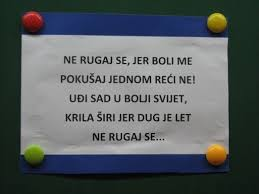 NE RUGAJ SE, JER BOLI ME
POKUŠAJ JEDNOM REĆI NE!
UĐI SAD U BOLJI SVIJET,
KRILA ŠIRI JER DUG JE LET
NE RUGAJ SE...